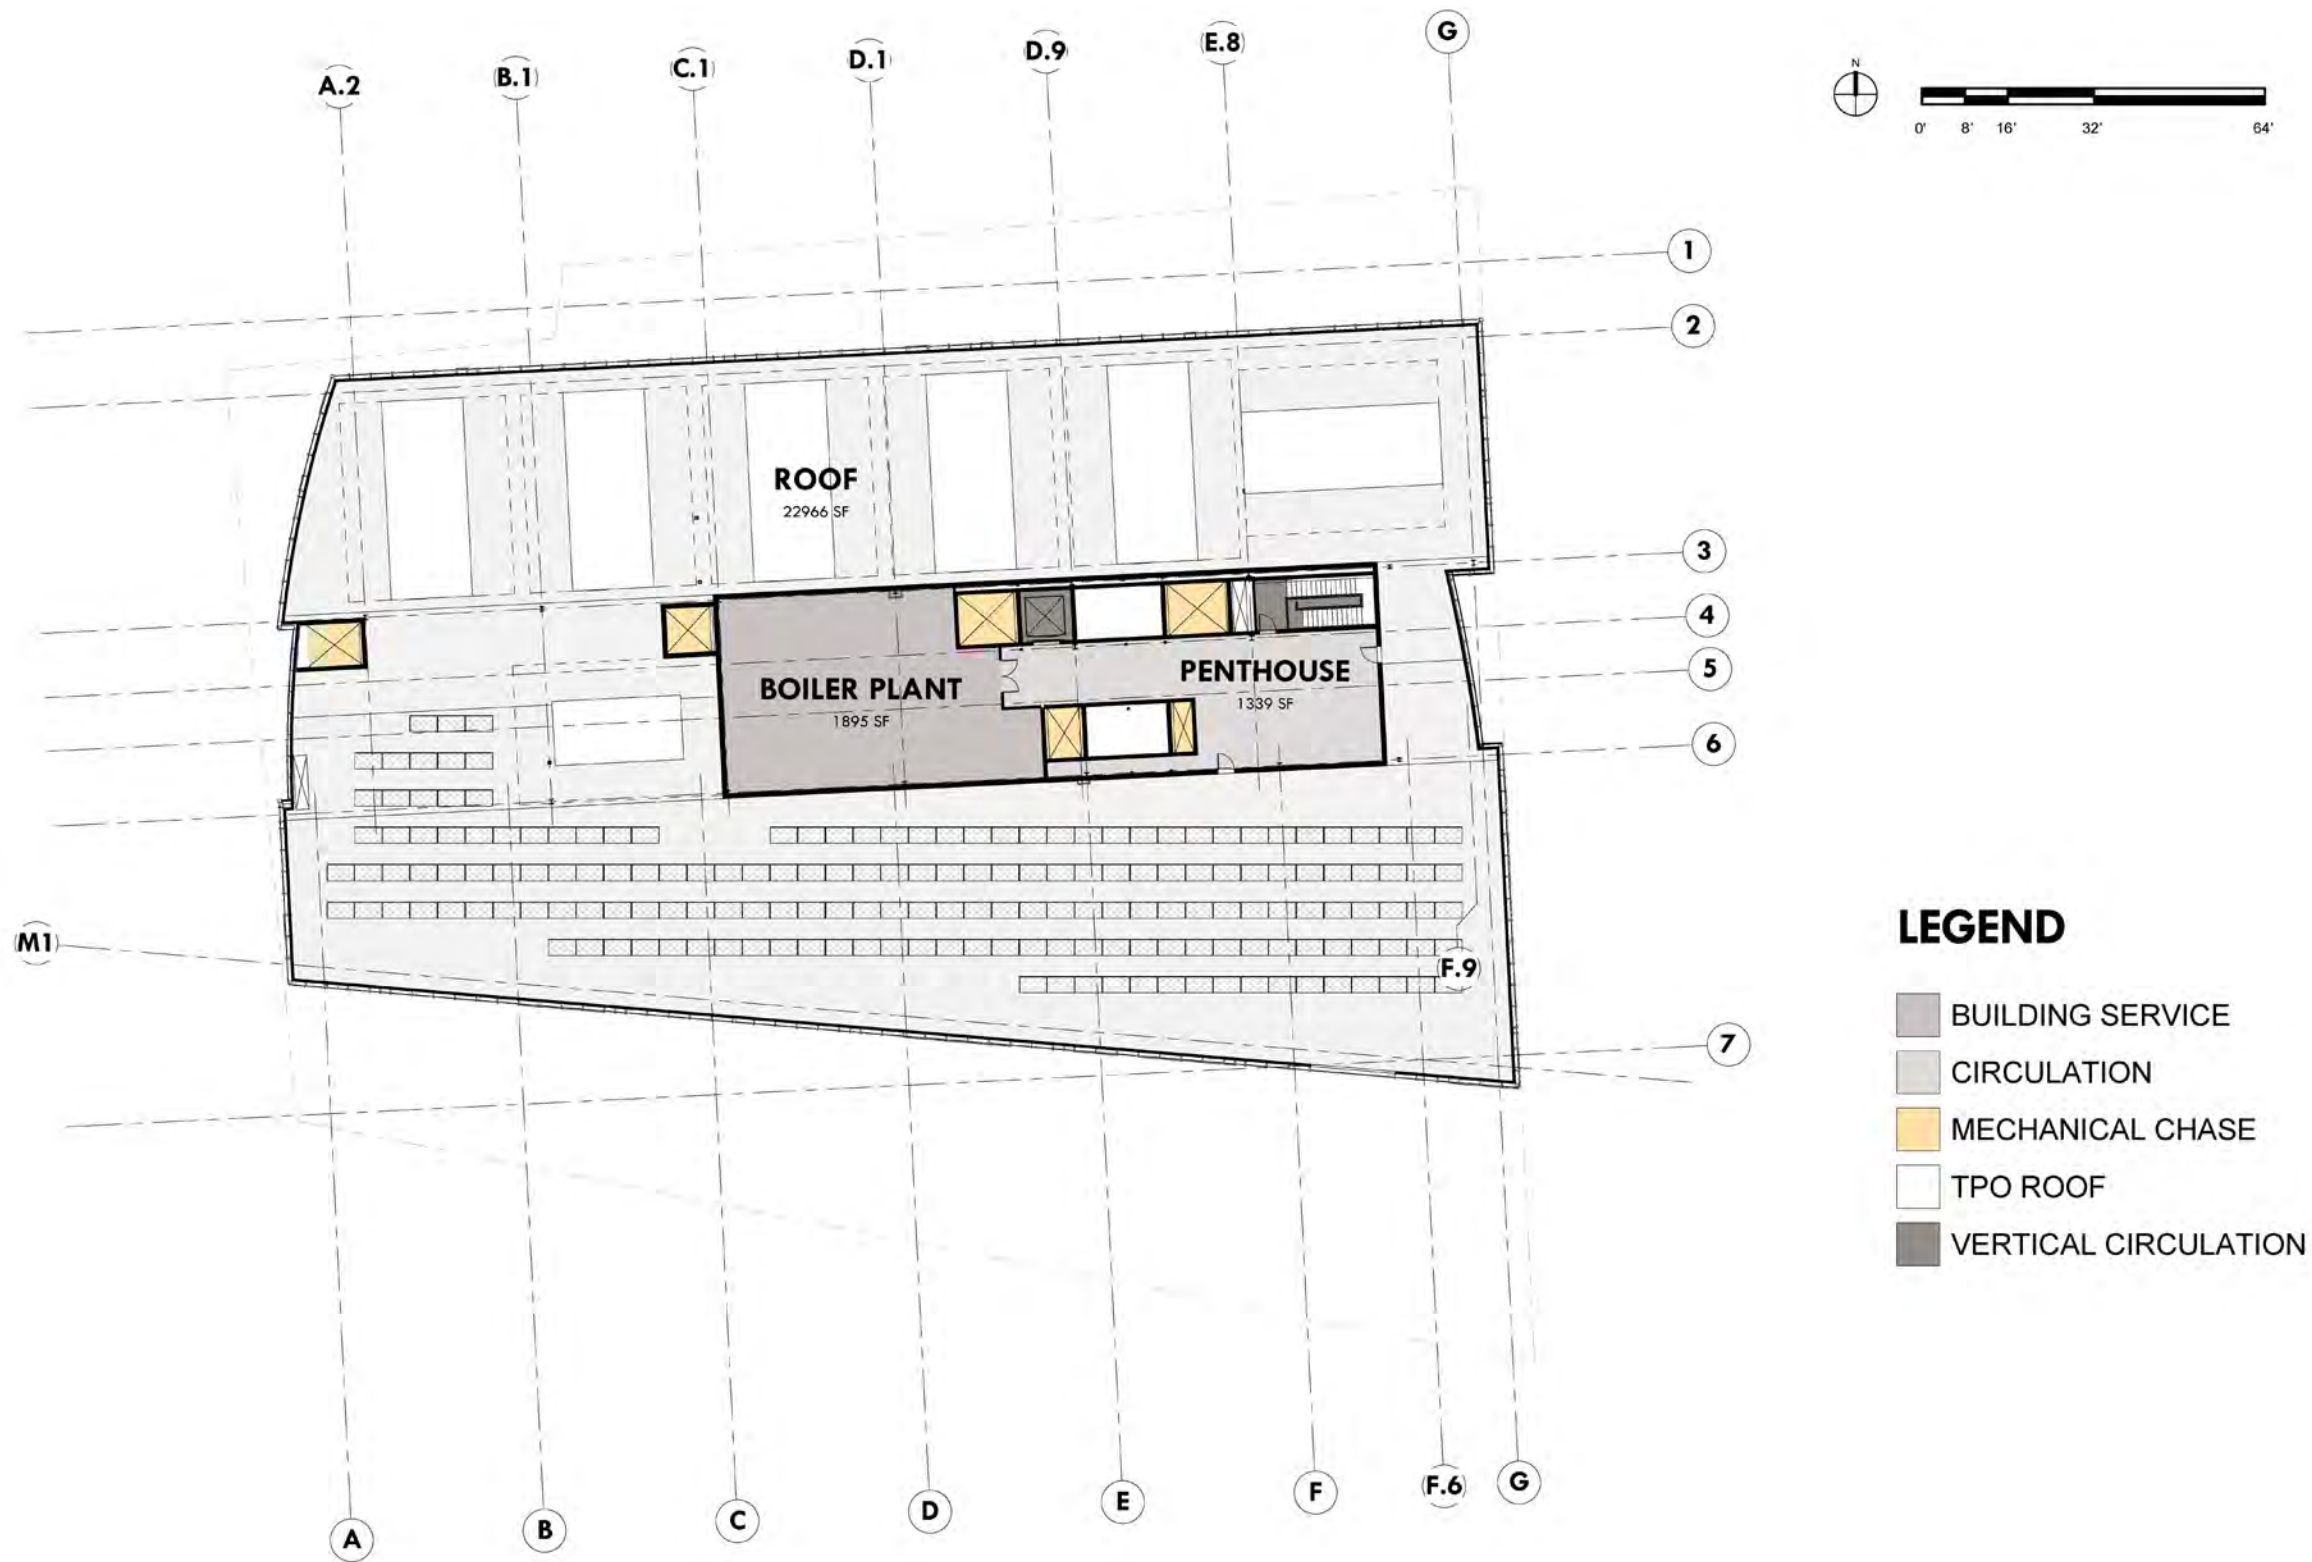 A.2
(B.1)
(C.1)
D.1
D.9
(E.8)
G
N
0' 8' 16' 32' 64'
1
2
ROOF
22966 SF
3
4
5
PENTHOUSE
1339 SF
BOILER PLANT
1895 SF
6
(M1)
(F.9)
7
LEGEND
BUILDING SERVICE
CIRCULATION
MECHANICAL CHASE
TPO ROOF
VERTICAL CIRCULATION
A
B
C
D
E
F
(F.6)
G